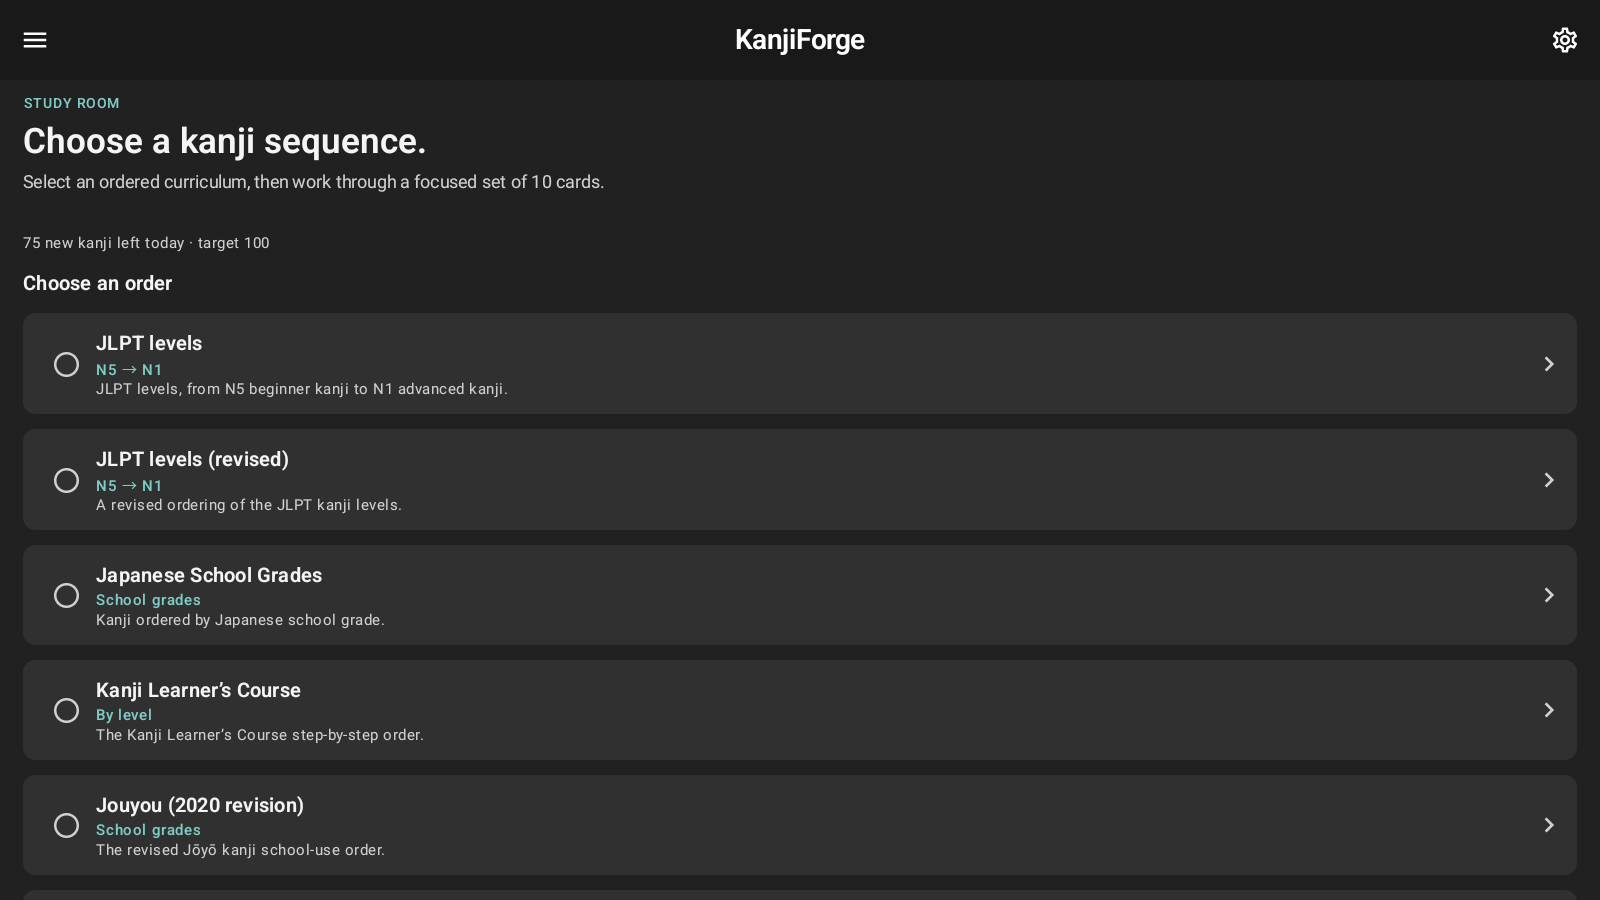 KanjiForge
STUDY ROOM
Choose a kanji sequence.
Select an ordered curriculum, then work through a focused set of 10 cards.
75 new kanji left today · target 100
Choose an order
JLPT levels
N5 → N1
JLPT levels, from N5 beginner kanji to N1 advanced kanji.
JLPT levels (revised)
N5 → N1
A revised ordering of the JLPT kanji levels.
Japanese School Grades
School grades
Kanji ordered by Japanese school grade.
Kanji Learner’s Course
By level
The Kanji Learner’s Course step-by-step order.
Jouyou (2020 revision)
School grades
The revised Jōyō kanji school-use order.